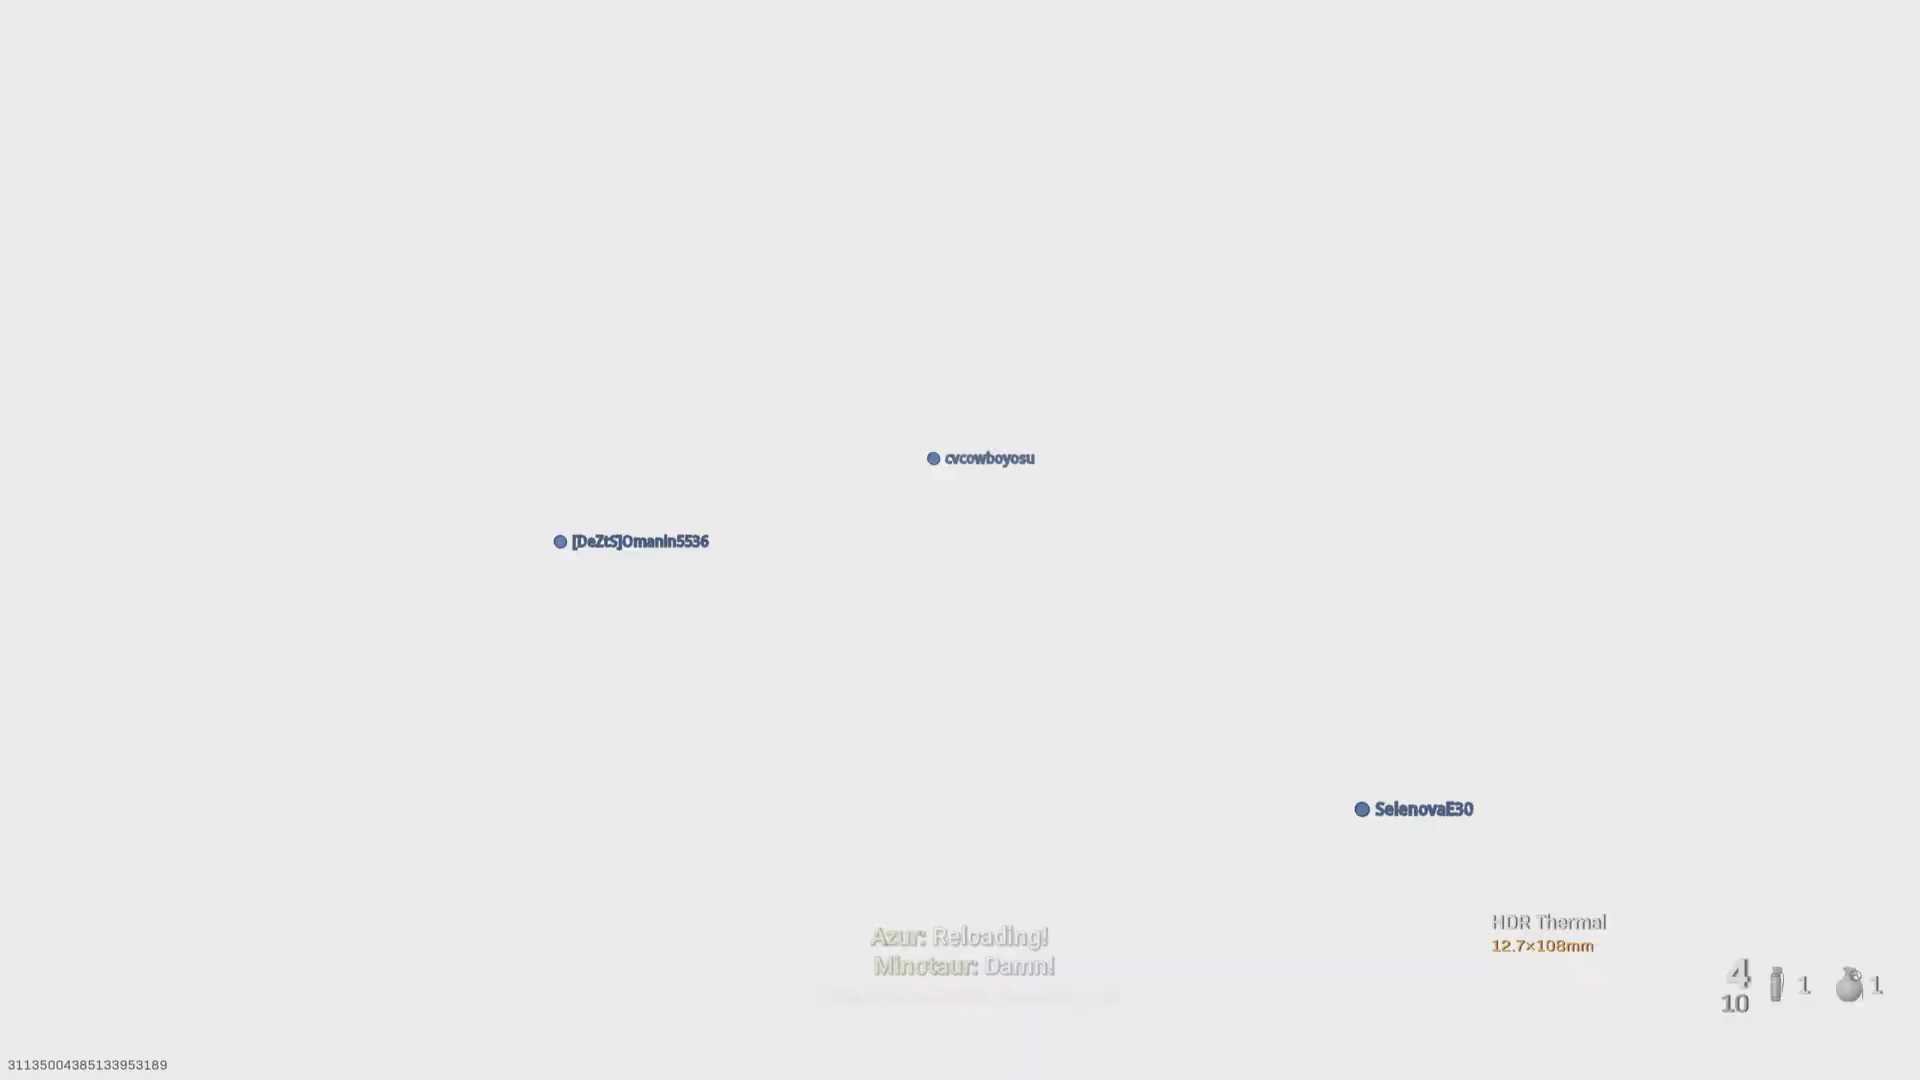 cvcowboyosu
[DeZtS]Omanin5536
SelenovaE30
HDR Thermal
12.7×108mm
Azur: Reloading!
Minotaur: Damn!
4
10
1
1
31135004385133953189